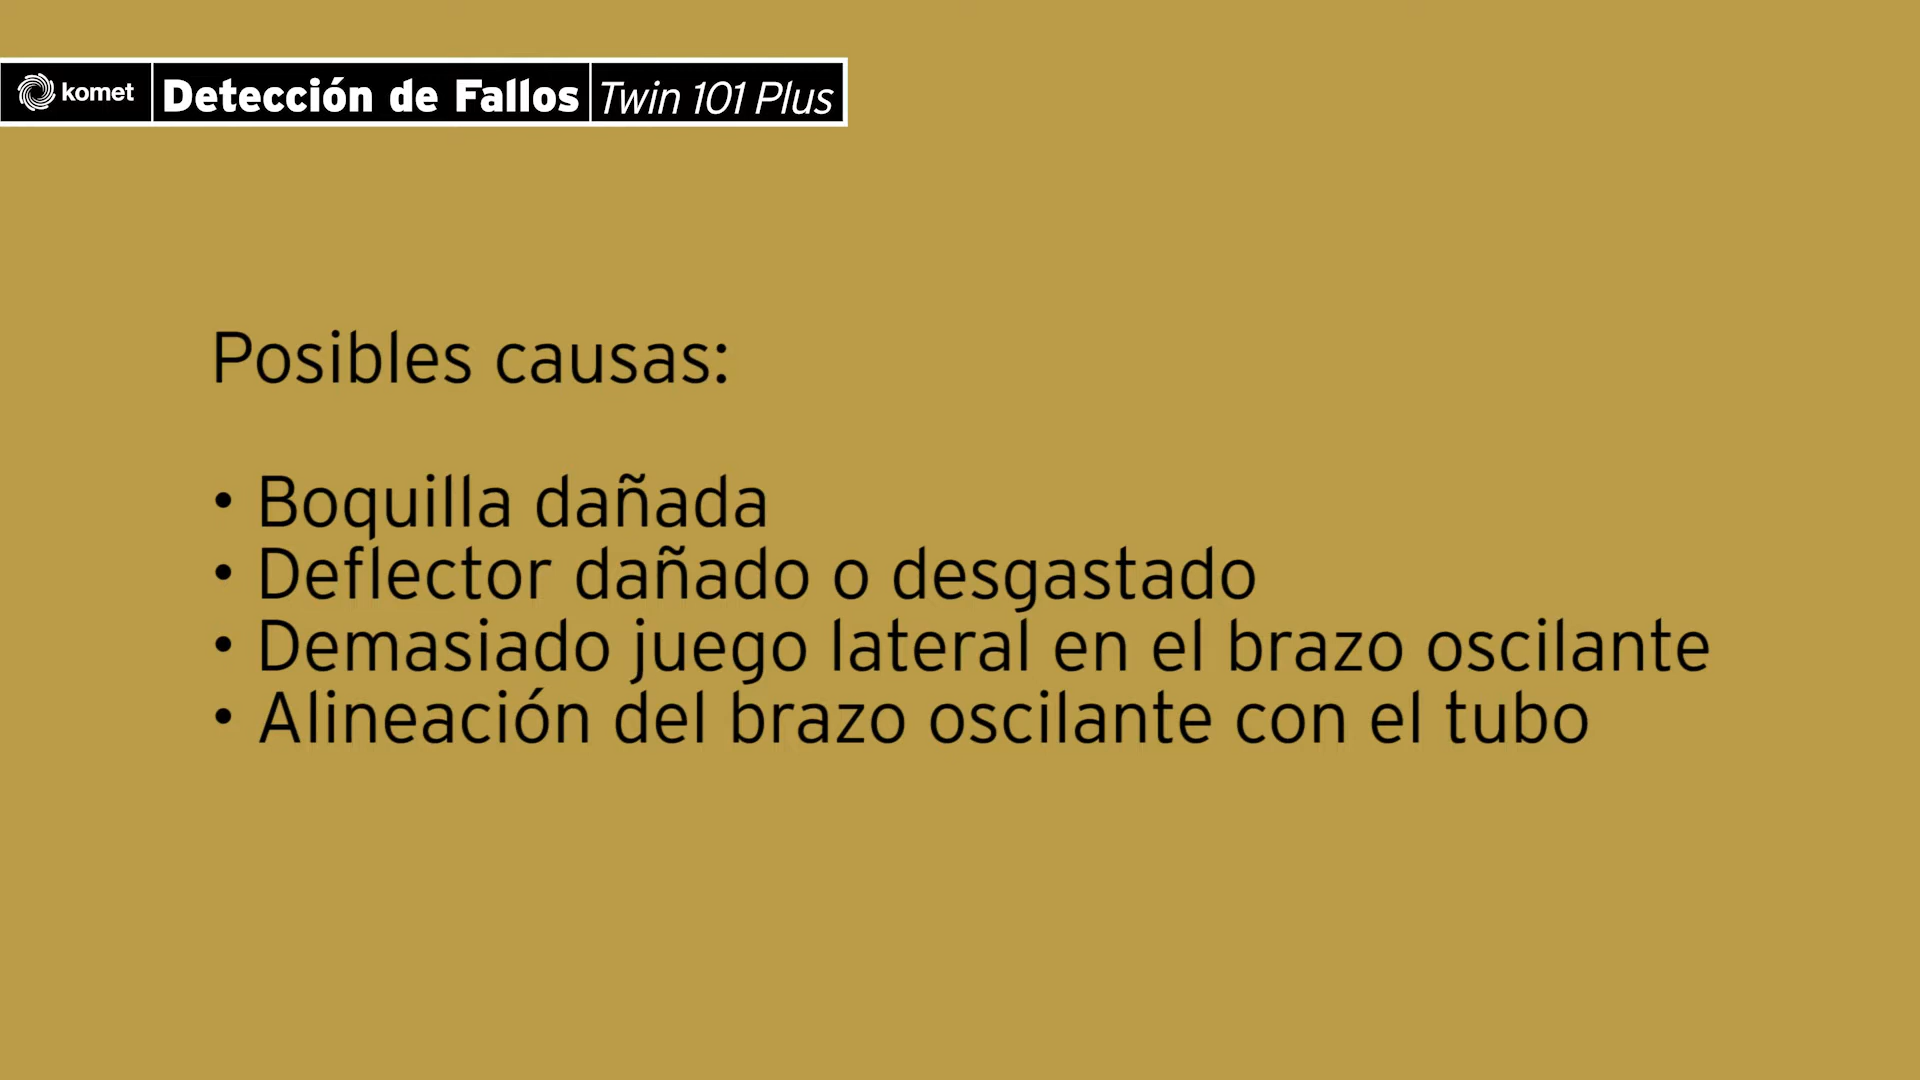 komet Detección de Fallos Twin 101 Plus
Posibles causas:
• Boquilla dañada
• Deflector dañado o desgastado
• Demasiado juego lateral en el brazo oscilante
• Alineación del brazo oscilante con el tubo